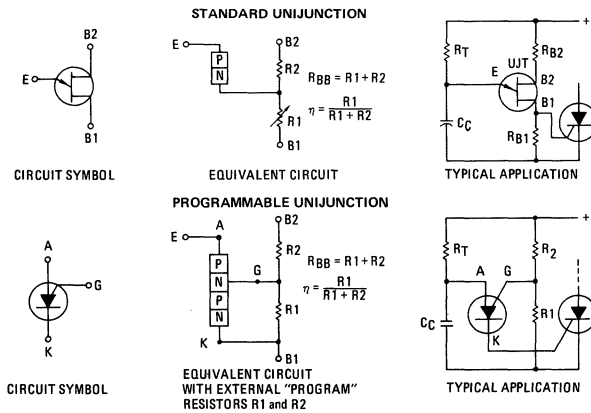 STANDARD UNIJUNCTION
B2
E
B1
CIRCUIT SYMBOL
E
P
N
B2
R2
R1
B1
RBB = R1 + R2
η = R1 / R1 + R2
EQUIVALENT CIRCUIT
+
RT
RB2
UJT
E
B2
B1
CC
RB1
TYPICAL APPLICATION
PROGRAMMABLE UNIJUNCTION
A
G
K
CIRCUIT SYMBOL
E
A
B2
P
N
P
N
R2
G
R1
K
B1
RBB = R1 + R2
η = R1 / R1 + R2
EQUIVALENT CIRCUIT
WITH EXTERNAL "PROGRAM"
RESISTORS R1 and R2
+
RT
R2
A
G
CC
K
R1
TYPICAL APPLICATION